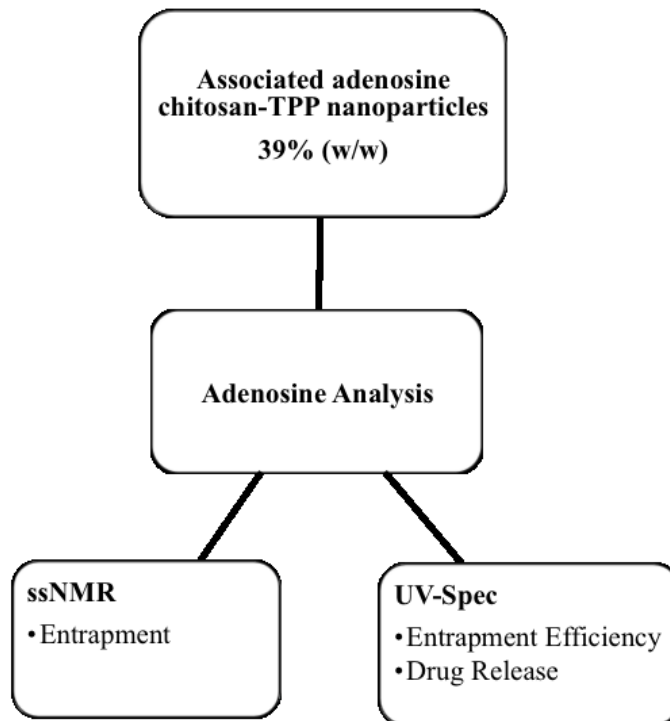 Associated adenosine
chitosan-TPP nanoparticles
39% (w/w)
Adenosine Analysis
ssNMR
•Entrapment
UV-Spec
•Entrapment Efficiency
•Drug Release